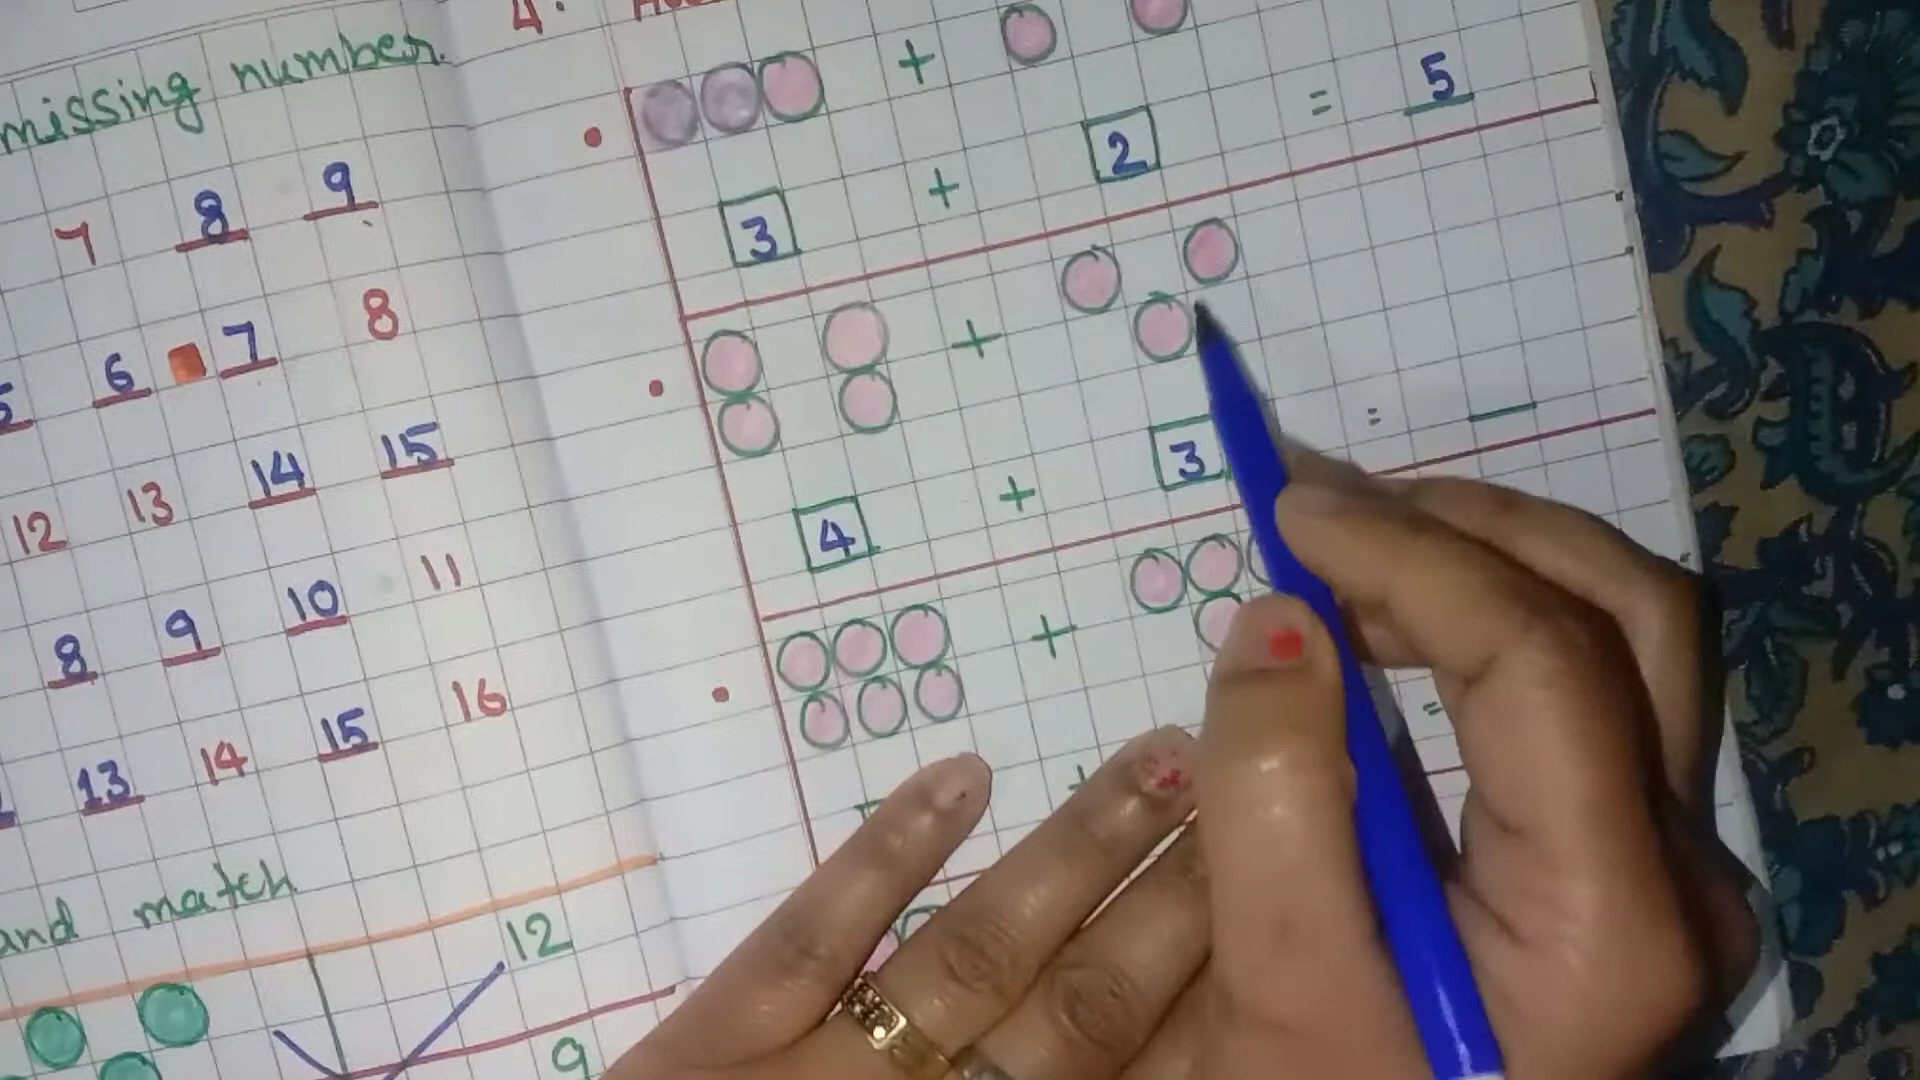 missing number.
7 8 9
6 7 8
12 13 14 15
8 9 10 11
13 14 15 16
and match
12
9
4.
+
3 + 2 = 5
+
4 + 3 =
+
=